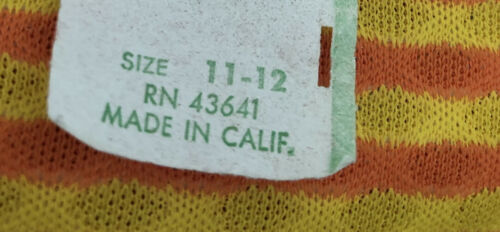 SIZE 11-12
RN 43641
MADE IN CALIF.